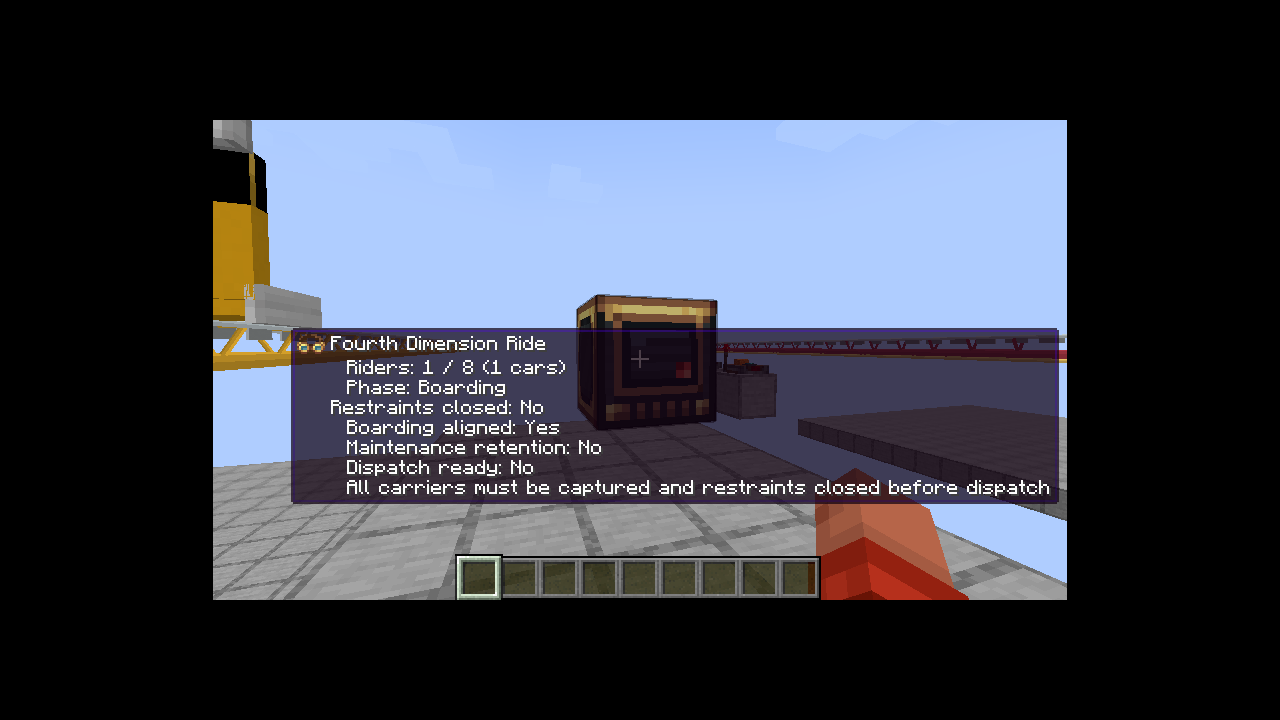 Fourth Dimension Ride
Riders: 1 / 8 (1 cars)
Phase: Boarding
Restraints closed: No
Boarding aligned: Yes
Maintenance retention: No
Dispatch ready: No
All carriers must be captured and restraints closed before dispatch